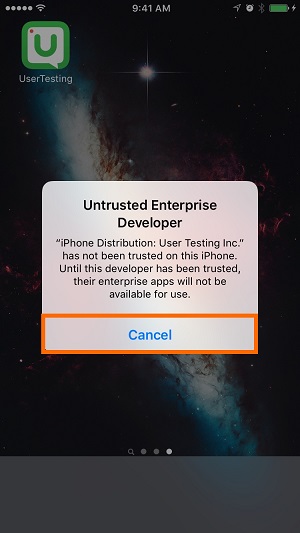 9:41 AM
UserTesting
Untrusted Enterprise
Developer
“iPhone Distribution: User Testing Inc.”
has not been trusted on this iPhone.
Until this developer has been trusted,
their enterprise apps will not be
available for use.
Cancel